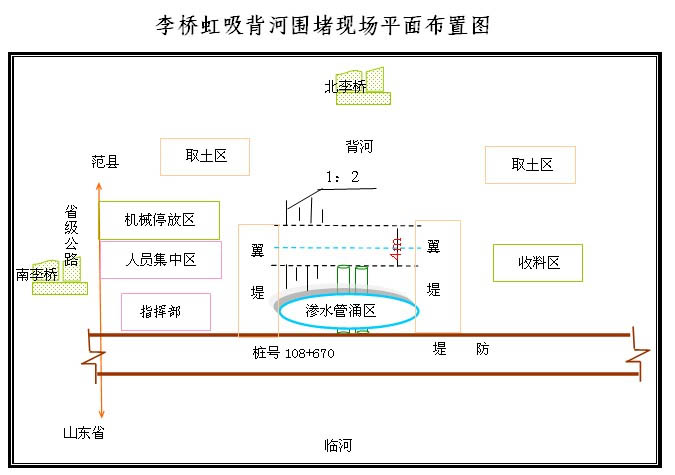 李桥虹吸背河围堵现场平面布置图
北李桥
背河
取土区
取土区
范县
1：2
省级公路
机械停放区
翼堤
4m
翼堤
人员集中区
收料区
南李桥
指挥部
渗水管涌区
桩号 108+670
堤 防
山东省
临河